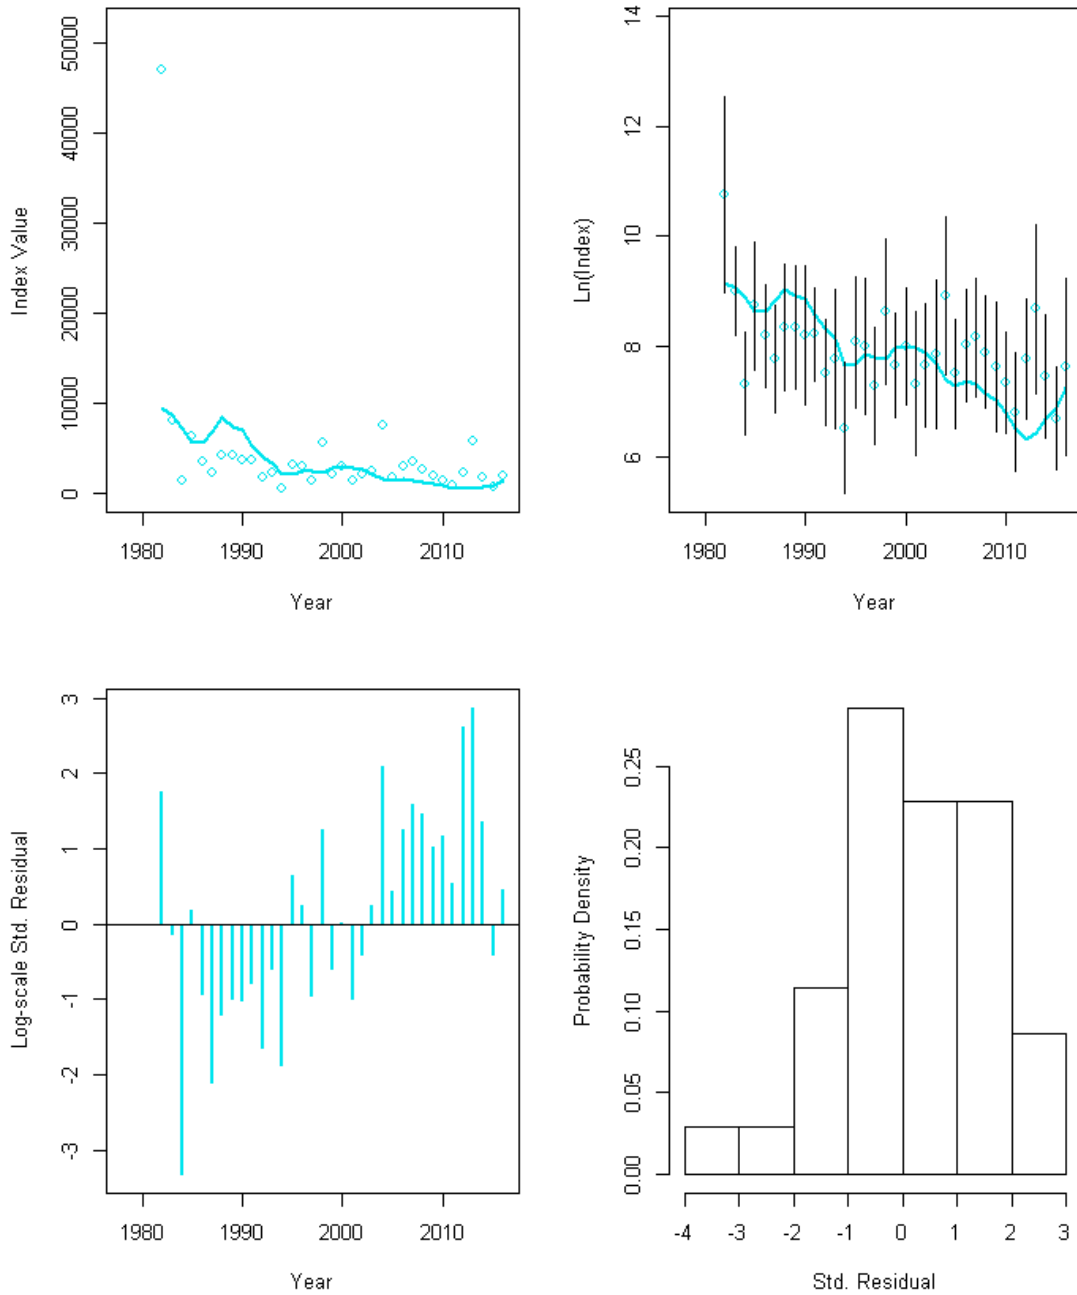 Index Value
50000
40000
30000
20000
10000
0
1980 1990 2000 2010
Year
Ln(Index)
14
12
10
8
6
1980 1990 2000 2010
Year
Log-scale Std. Residual
3
2
1
0
-1
-2
-3
1980 1990 2000 2010
Year
Probability Density
0.25
0.20
0.15
0.10
0.05
0.00
-4 -3 -2 -1 0 1 2 3
Std. Residual